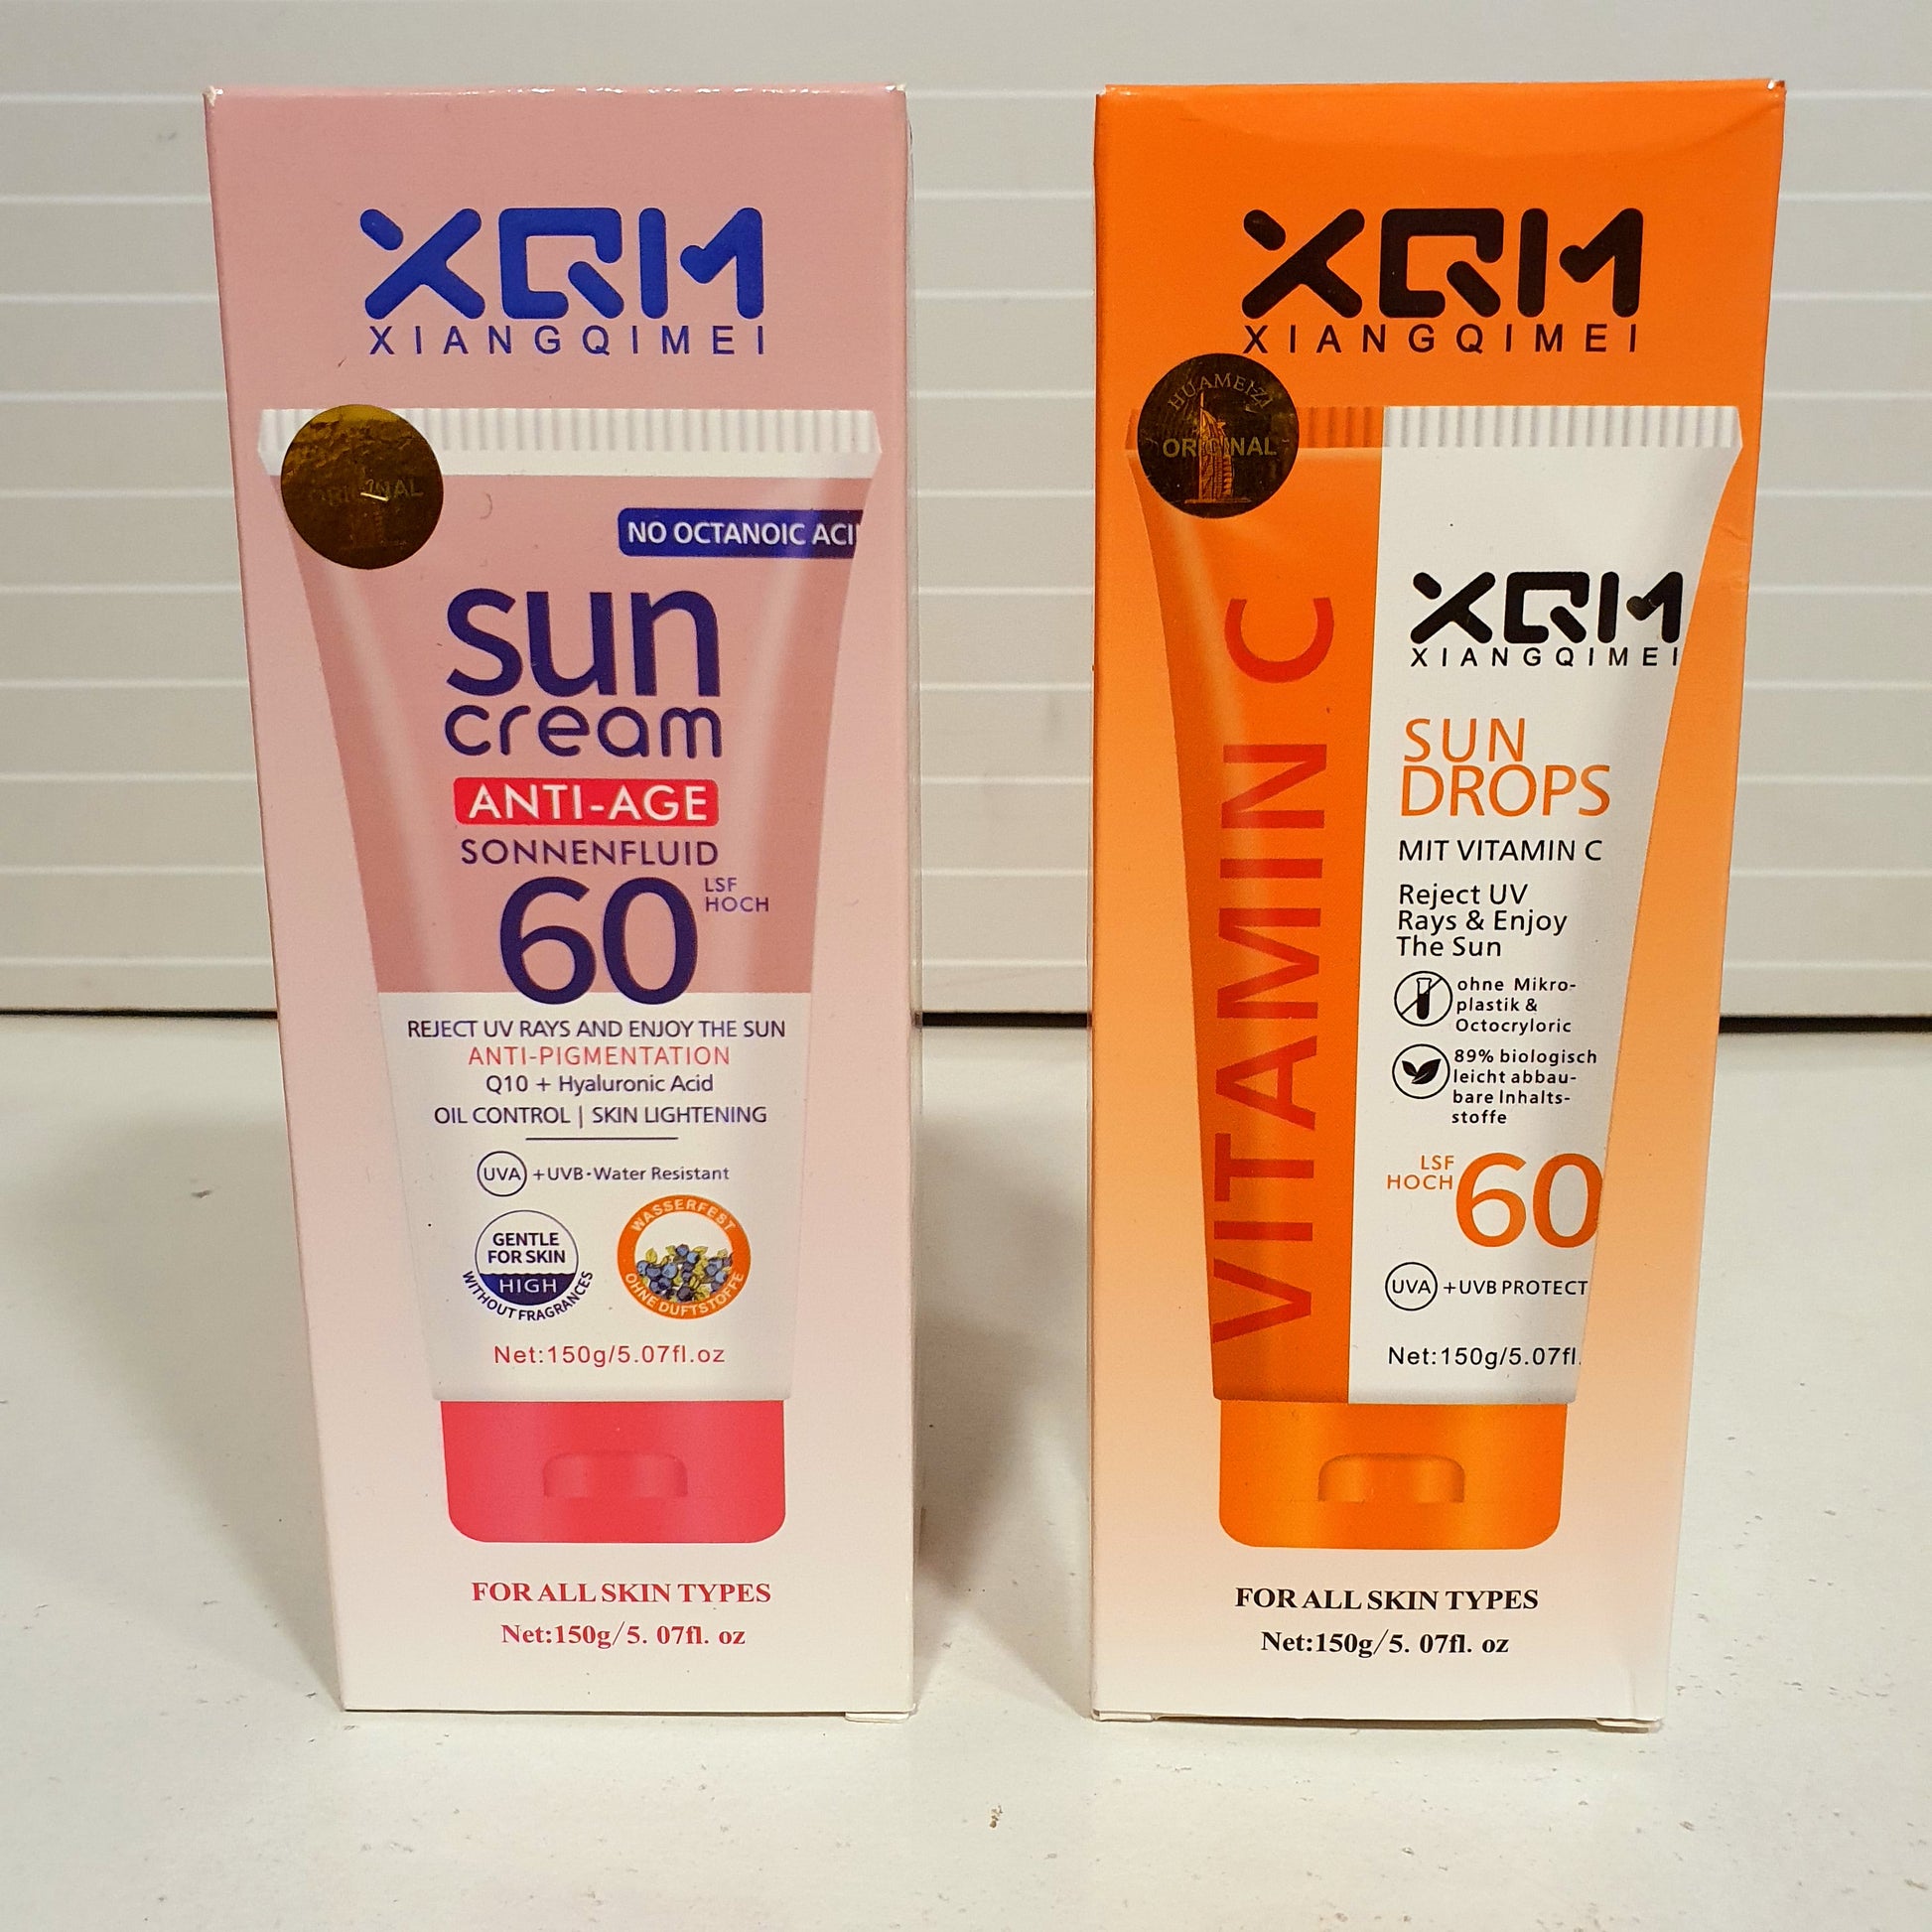 XQM
XIANGQIMEI
ORIGINAL
NO OCTANOIC ACI
sun
cream
ANTI-AGE
SONNENFLUID
60
LSF
HOCH
REJECT UV RAYS AND ENJOY THE SUN
ANTI-PIGMENTATION
Q10 + Hyaluronic Acid
OIL CONTROL | SKIN LIGHTENING
UVA +UVB·Water Resistant
GENTLE
FOR SKIN
HIGH
WITHOUT FRAGRANCES
WASSERFEST
OHNE DUFTSTOFFE
Net:150g/5.07fl.oz
FOR ALL SKIN TYPES
Net:150g/5. 07fl. oz
XQM
XIANGQIMEI
HUAMEIZI
ORIGINAL
VITAMIN C
XQM
XIANGQIMEI
SUN
DROPS
MIT VITAMIN C
Reject UV
Rays & Enjoy
The Sun
ohne Mikro-
plastik &
Octocryloric
89% biologisch
leicht abbau-
bare Inhalts-
stoffe
LSF
HOCH
60
UVA +UVB PROTECT
Net:150g/5.07fl.
FOR ALL SKIN TYPES
Net:150g/5. 07fl. oz